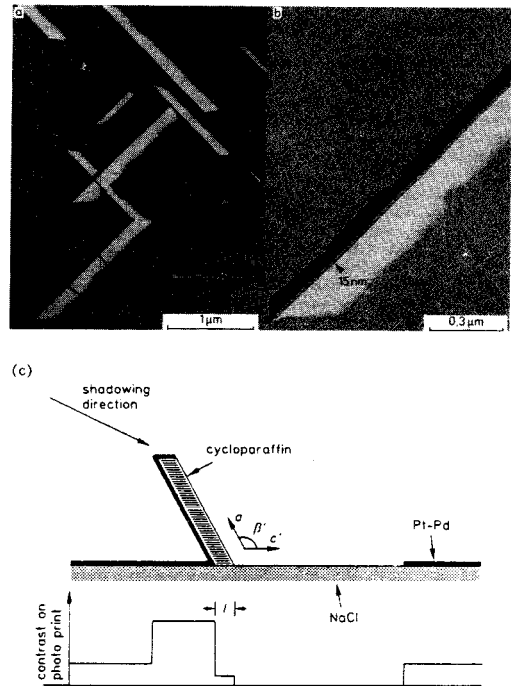 a
b
15nm
1μm
0.3μm
(c)
shadowing
direction
cycloparaffin
a
β'
c'
Pt-Pd
NaCl
l
contrast on
photo print